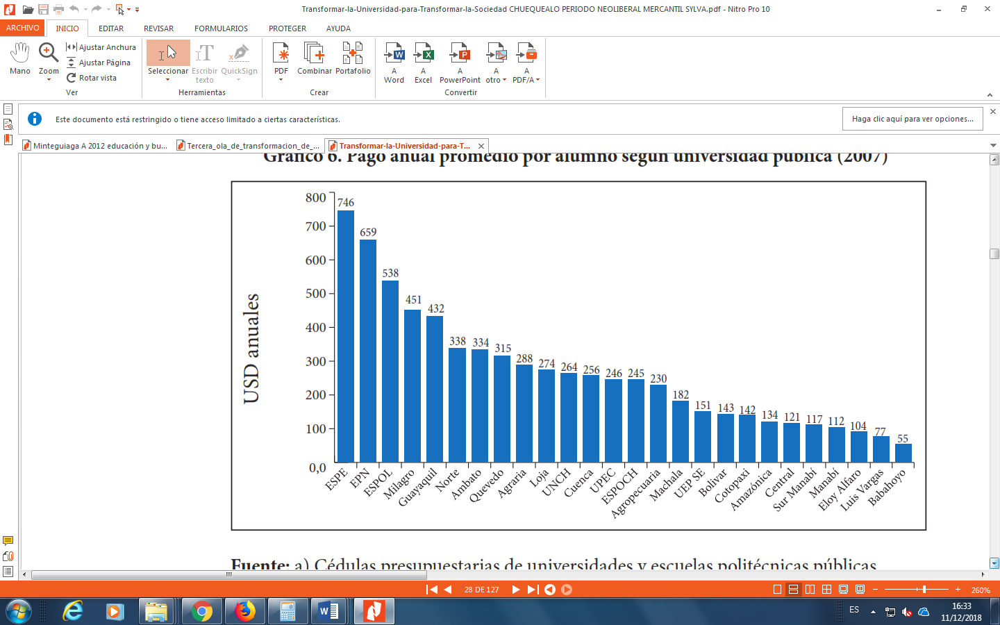 Transformar-la-Universidad-para-Transformar-la-Sociedad CHUEQUEALO PERIODO NEOLIBERAL MERCANTIL SYLVA.pdf - Nitro Pro 10
ARCHIVO INICIO EDITAR REVISAR FORMULARIOS PROTEGER AYUDA
Mano
Zoom
Ajustar Anchura
Ajustar Página
Rotar vista
Ver
Seleccionar
Escribir
texto
QuickSign
Herramientas
PDF
Combinar
Portafolio
Crear
A
Word
A
Excel
A
PowerPoint
A
otro
A
PDF/A
Convertir
Este documento está restringido o tiene acceso limitado a ciertas características.
Haga clic aquí para ver opciones...
Minteguiaga A 2012 educación y bu...
Tercera_ola_de_transformacion_de_...
Transformar-la-Universidad-para-T...
Gráfico 6. Pago anual promedio por alumno según universidad pública (2007)
USD anuales
800
700
600
500
400
300
200
100
0,0
746
659
538
451
432
338
334
315
288
274
264
256
246
245
230
182
151
143
142
134
121
117
112
104
77
55
ESPE
EPN
ESPOL
Milagro
Guayaquil
Norte
Ambato
Quevedo
Agraria
Loja
UNCH
Cuenca
UPEC
ESPOCH
Agropecuaria
Machala
UEP SE
Bolivar
Cotopaxi
Amazónica
Central
Sur Manabí
Manabí
Eloy Alfaro
Luis Vargas
Babahoyo
Fuente: a) Cédulas presupuestarias de universidades y escuelas politécnicas públicas
28 DE 127
260%
ES
16:33
11/12/2018